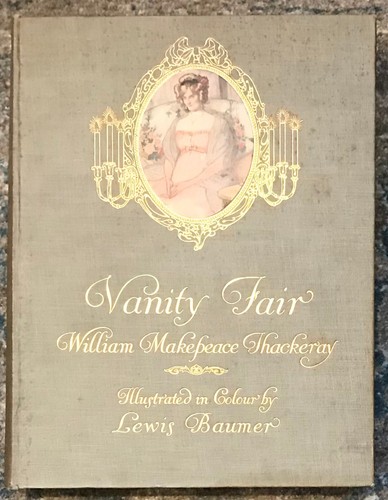 Vanity Fair
William Makepeace Thackeray
Illustrated in Colour by
Lewis Baumer